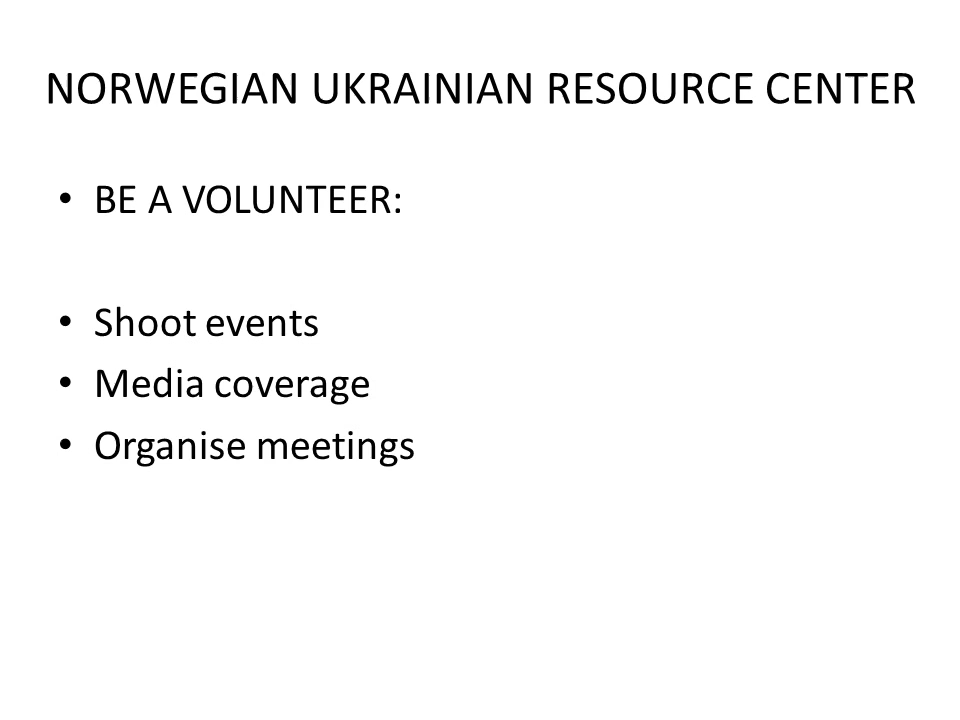 NORWEGIAN UKRAINIAN RESOURCE CENTER
• BE A VOLUNTEER:
• Shoot events
• Media coverage
• Organise meetings